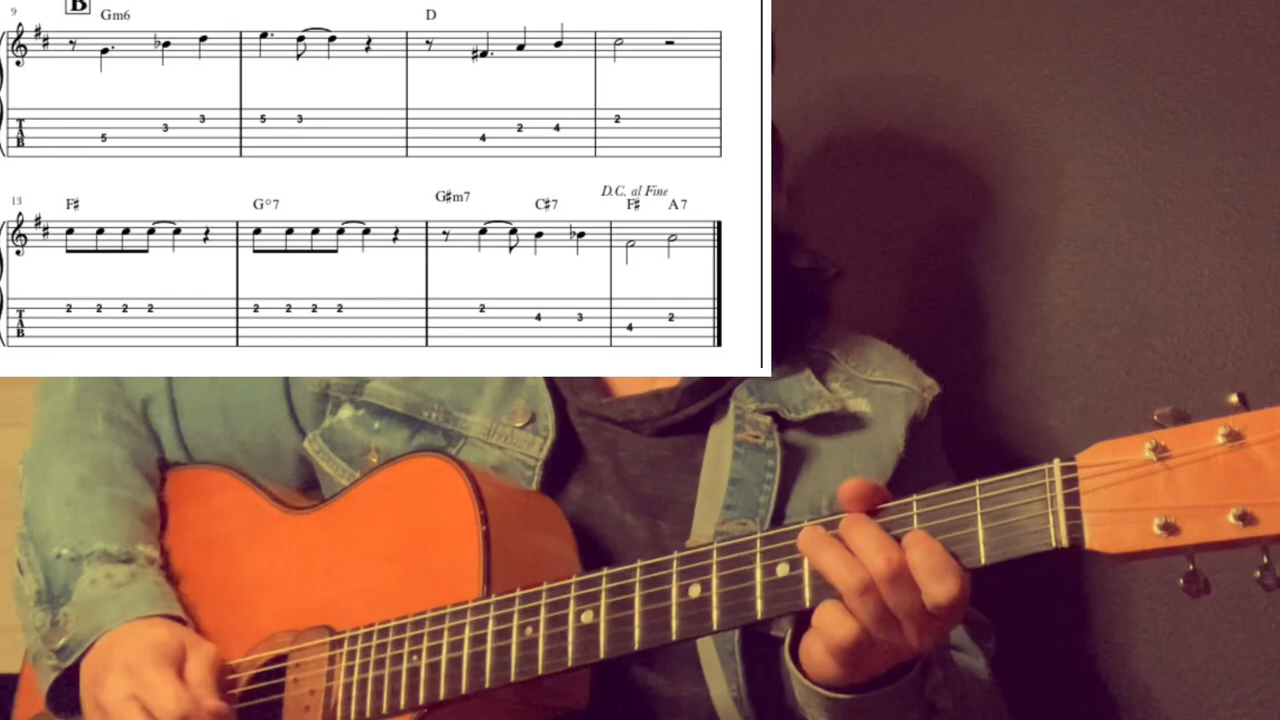 B
9
Gm6 D
T A B 5 3 3 5 3 4 2 4 2
13
D.C. al Fine
F# G°7 G#m7 C#7 F# A7
T A B 2 2 2 2 2 2 2 2 2 4 3 4 2